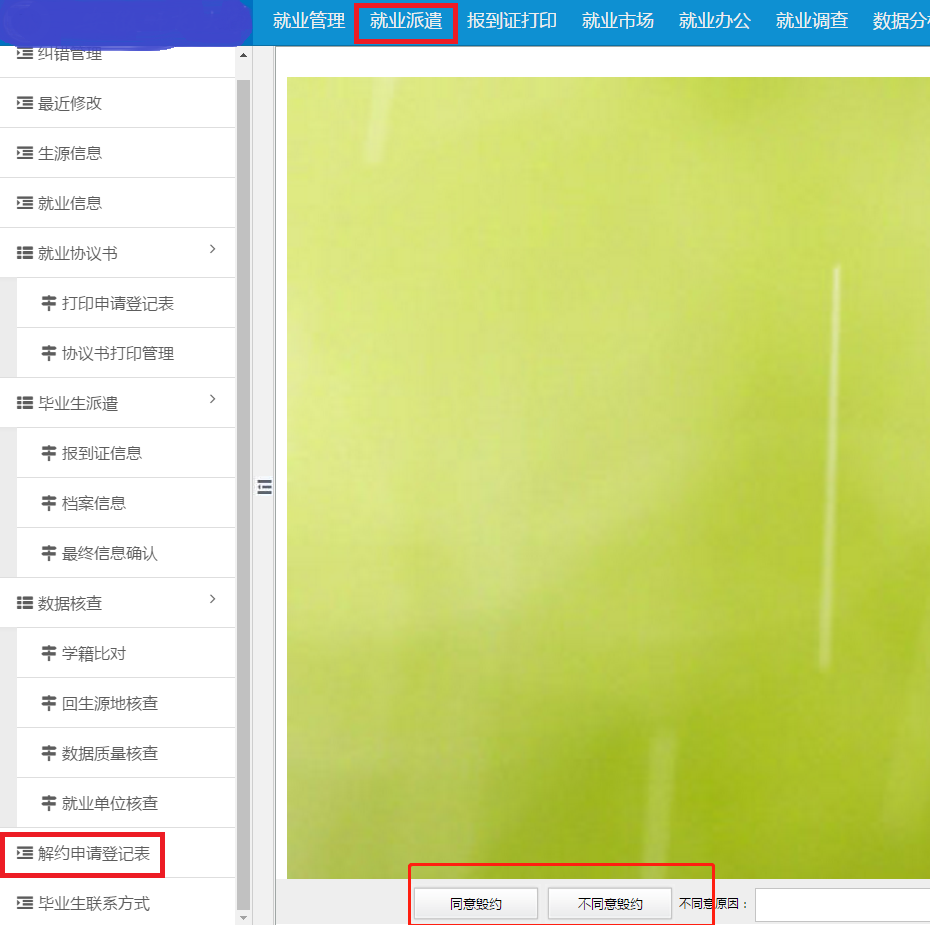 就业管理 就业派遣 报到证打印 就业市场 就业办公 就业调查 数据分
纠错管理
最近修改
生源信息
就业信息
就业协议书
打印申请登记表
协议书打印管理
毕业生派遣
报到证信息
档案信息
最终信息确认
数据核查
学籍比对
回生源地核查
数据质量核查
就业单位核查
解约申请登记表
毕业生联系方式
同意毁约 不同意毁约 不同意原因：